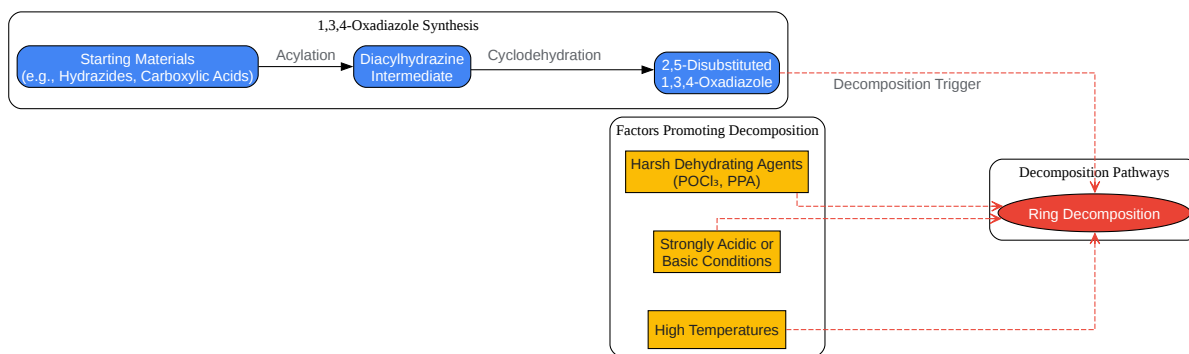 1,3,4-Oxadiazole Synthesis
Starting Materials
(e.g., Hydrazides, Carboxylic Acids)
Acylation
Diacylhydrazine
Intermediate
Cyclodehydration
2,5-Disubstituted
1,3,4-Oxadiazole
Decomposition Trigger
Factors Promoting Decomposition
Harsh Dehydrating Agents
(POCl₃, PPA)
Strongly Acidic or
Basic Conditions
High Temperatures
Decomposition Pathways
Ring Decomposition